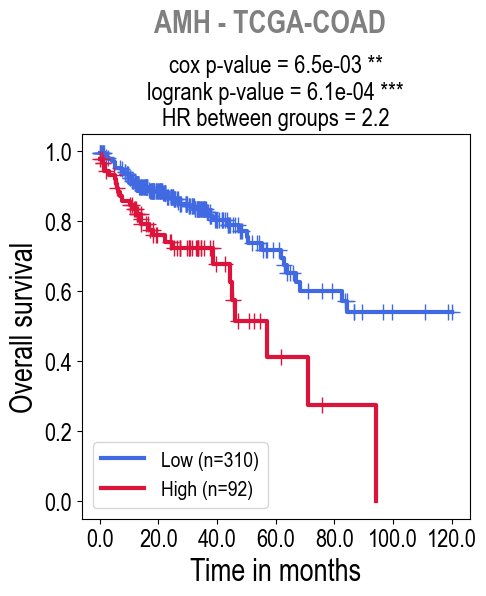 AMH - TCGA-COAD
cox p-value = 6.5e-03 **
logrank p-value = 6.1e-04 ***
HR between groups = 2.2
1.0
0.8
0.6
0.4
0.2
0.0
Overall survival
Low (n=310)
High (n=92)
0.0 20.0 40.0 60.0 80.0 100.0 120.0
Time in months